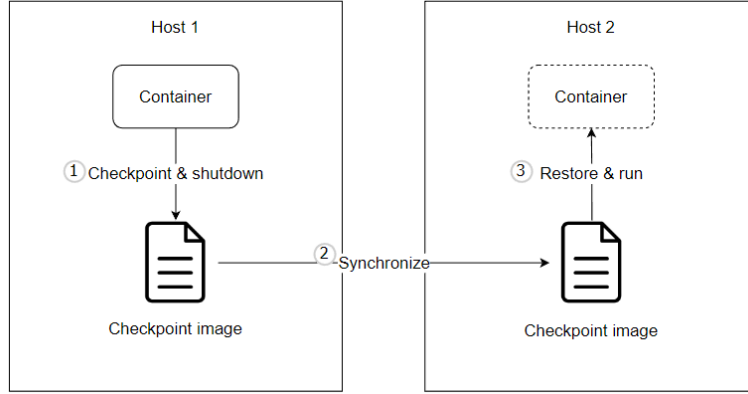 Host 1
Host 2
Container
Container
1 Checkpoint & shutdown
3 Restore & run
2 Synchronize
Checkpoint image
Checkpoint image